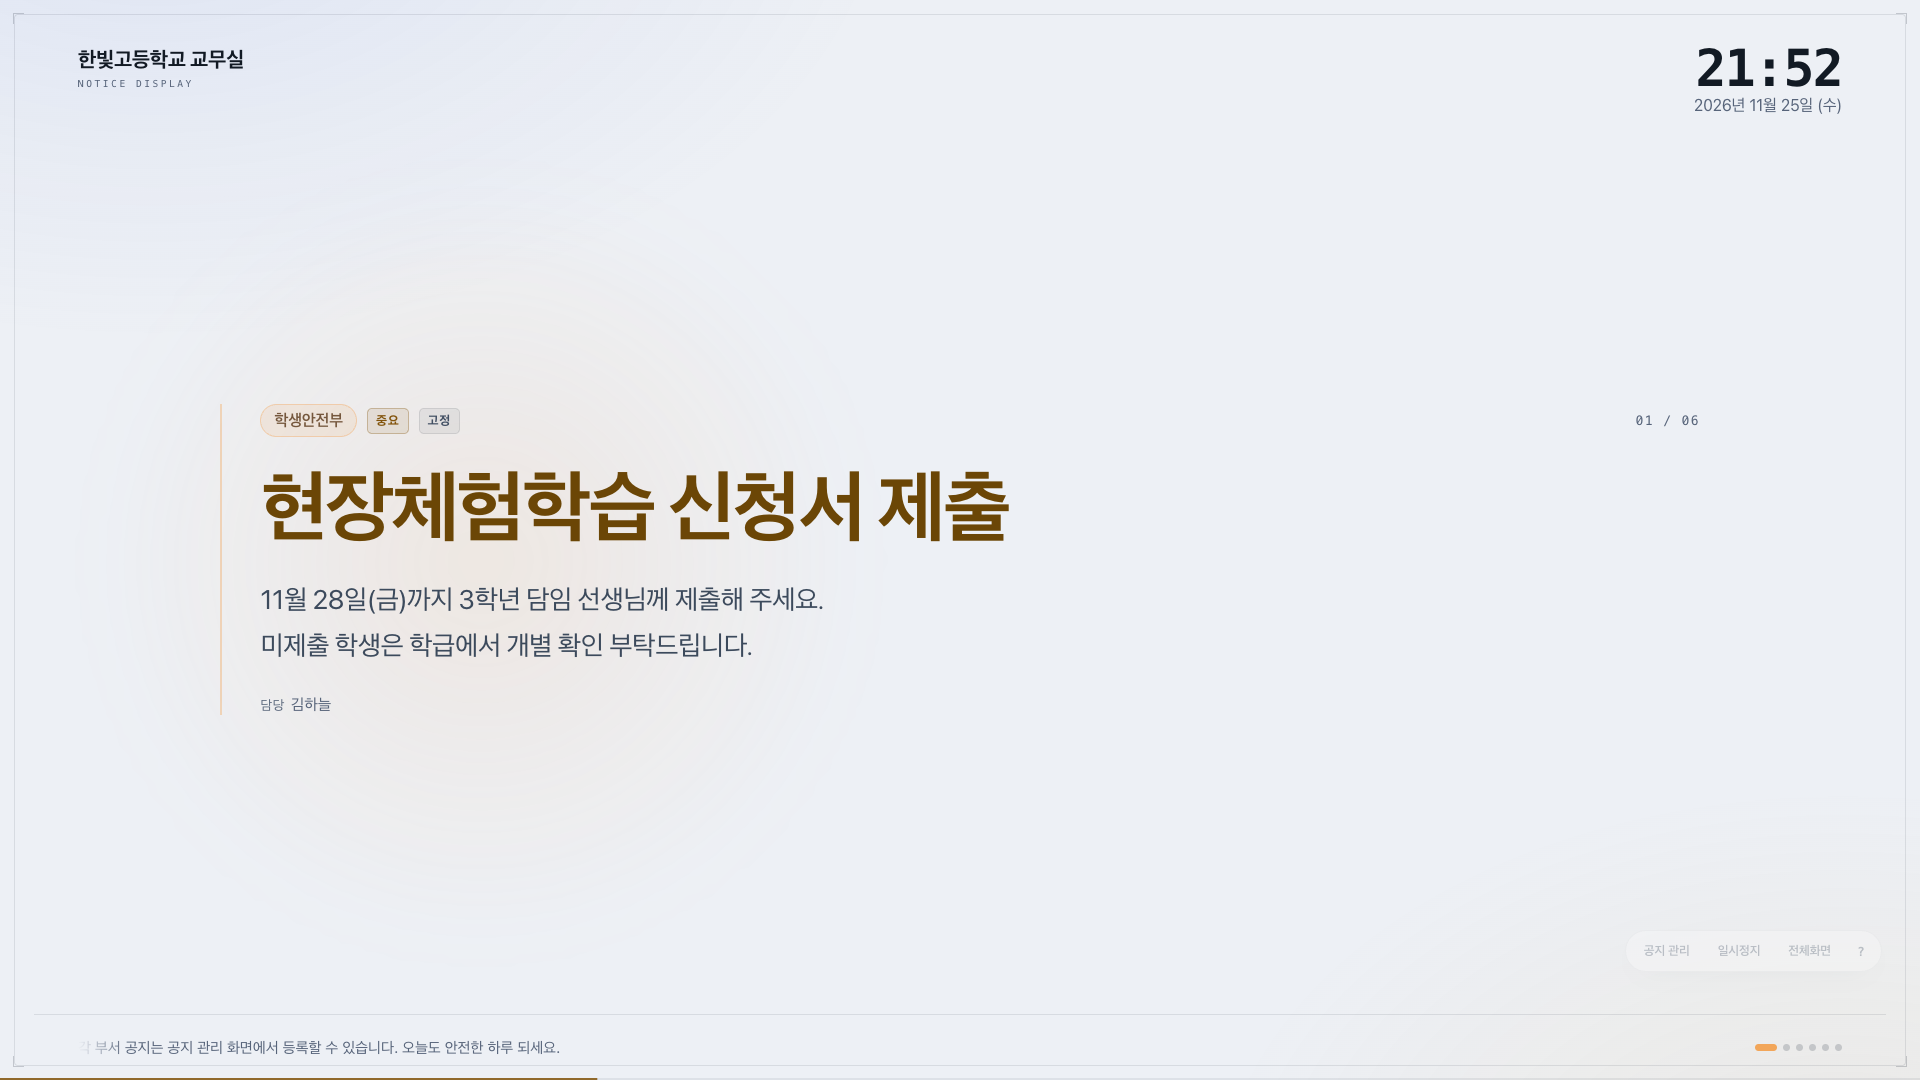 한빛고등학교 교무실
NOTICE DISPLAY
21:52
2026년 11월 25일 (수)
학생안전부 중요 고정
01 / 06
현장체험학습 신청서 제출
11월 28일(금)까지 3학년 담임 선생님께 제출해 주세요.
미제출 학생은 학급에서 개별 확인 부탁드립니다.
담당 김하늘
공지 관리 일시정지 전체화면 ?
부서 공지는 공지 관리 화면에서 등록할 수 있습니다. 오늘도 안전한 하루 되세요.